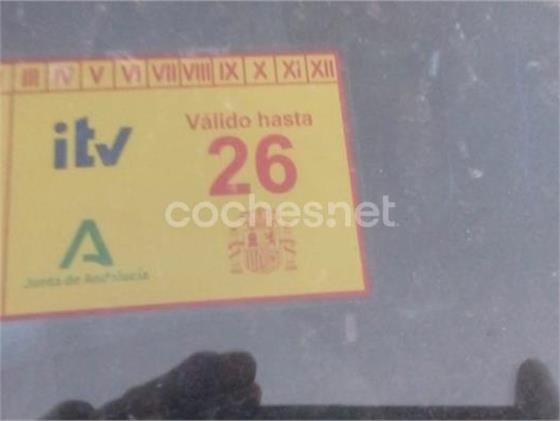 III IV V VI VII VIII IX X XI XII
itv
Válido hasta
26
coches.net
Junta de Andalucía